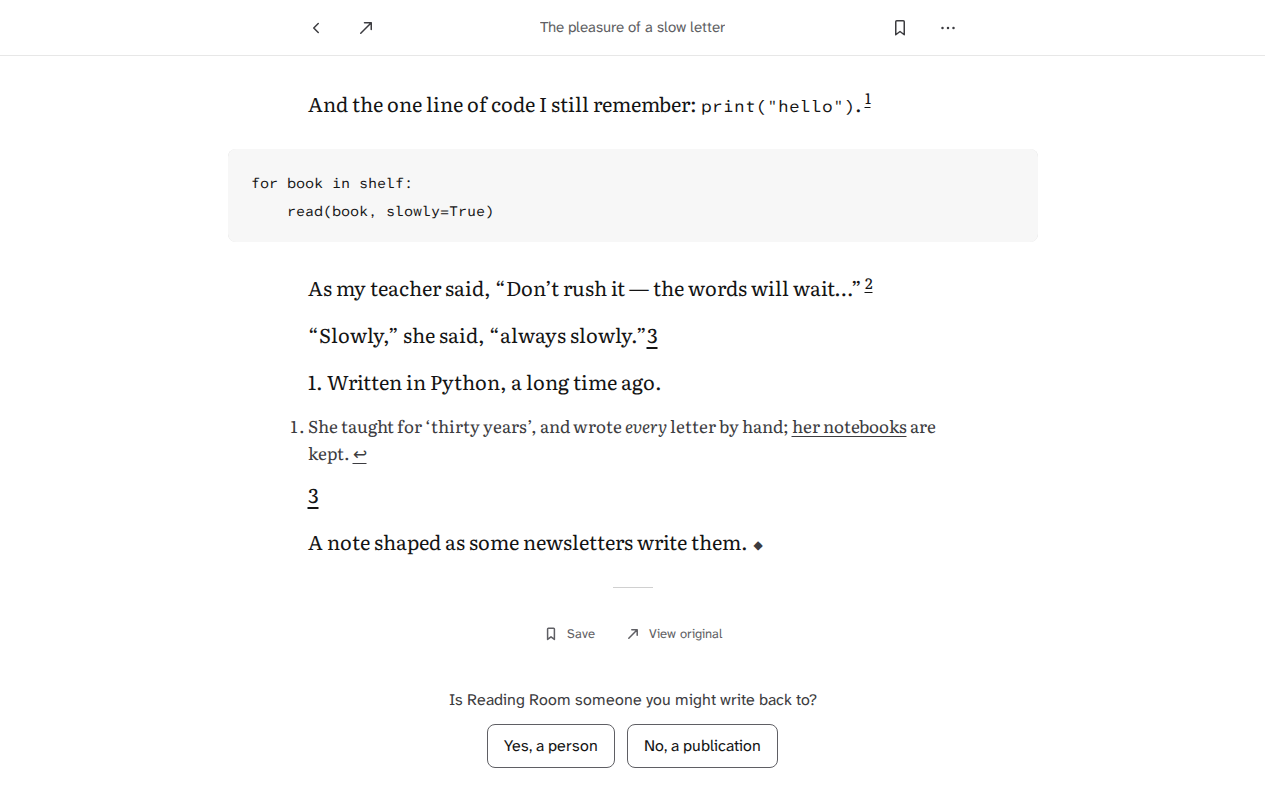 The pleasure of a slow letter
And the one line of code I still remember: print("hello").1
for book in shelf:
    read(book, slowly=True)
As my teacher said, “Don’t rush it — the words will wait…” 2
“Slowly,” she said, “always slowly.”3
1. Written in Python, a long time ago.
1. She taught for ‘thirty years’, and wrote every letter by hand; her notebooks are
kept. ↩
3
A note shaped as some newsletters write them. ◆
Save View original
Is Reading Room someone you might write back to?
Yes, a person No, a publication